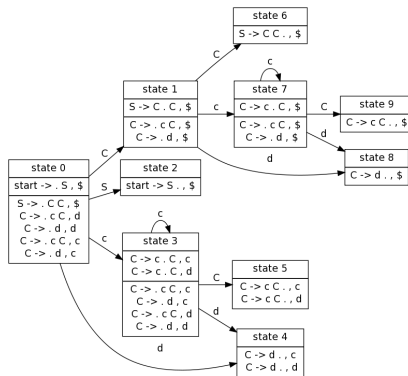 state 6
S -> C C . , $
C
state 1
S -> C . C , $
C -> . c C , $
C -> . d , $
c
c
state 7
C -> c . C , $
C -> . c C , $
C -> . d , $
C
state 9
C -> c C . , $
d
state 8
C -> d . , $
d
state 0
start -> . S , $
S -> . C C , $
C -> . c C , d
C -> . d , d
C -> . c C , c
C -> . d , c
C
S
state 2
start -> S . , $
c
c
state 3
C -> c . C , c
C -> c . C , d
C -> . c C , c
C -> . d , c
C -> . c C , d
C -> . d , d
C
state 5
C -> c C . , c
C -> c C . , d
d
state 4
C -> d . , c
C -> d . , d
d